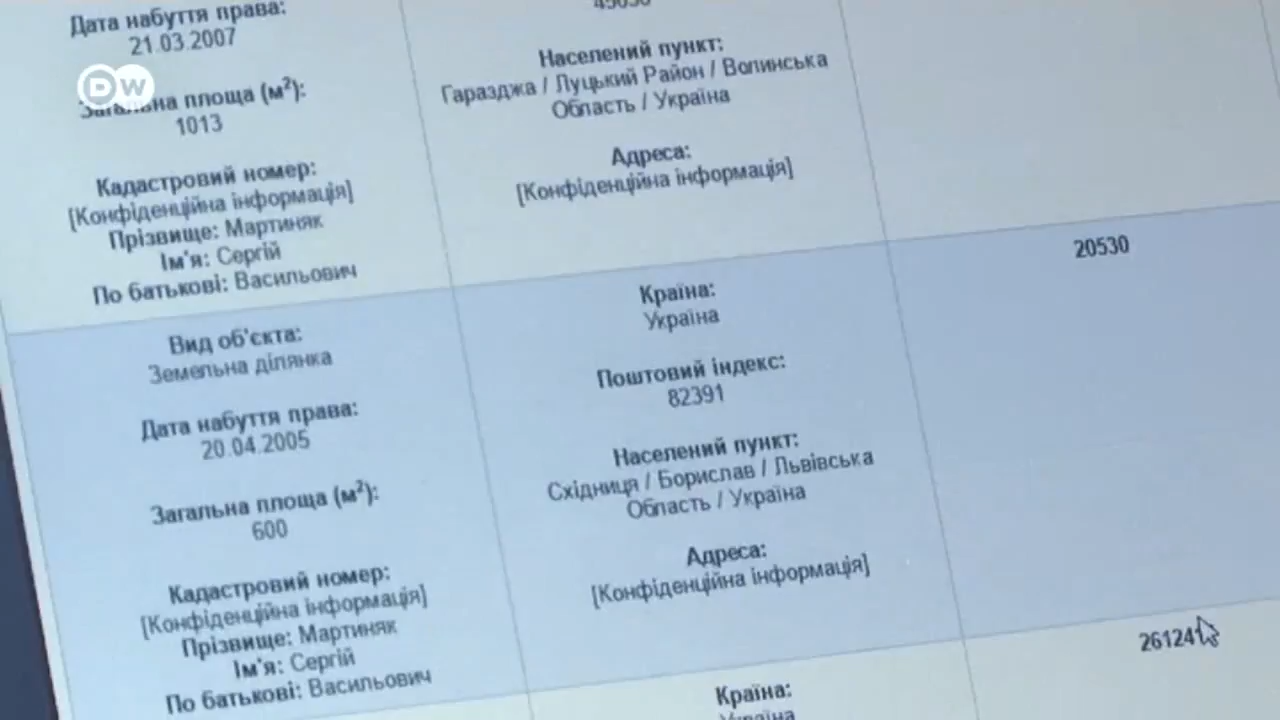 Дата набуття права:
21.03.2007
DW
Загальна площа (м²):
1013
Кадастровий номер:
[Конфіденційна інформація]
Прізвище: Мартиняк
Ім'я: Сергій
По батькові: Васильович
Населений пункт:
Гаразджа / Луцький Район / Волинська
Область / Україна
Адреса:
[Конфіденційна інформація]
Вид об'єкта:
Земельна ділянка
Дата набуття права:
20.04.2005
Загальна площа (м²):
600
Кадастровий номер:
[Конфіденційна інформація]
Прізвище: Мартиняк
Ім'я: Сергій
По батькові: Васильович
Країна:
Україна
Поштовий індекс:
82391
Населений пункт:
Східниця / Борислав / Львівська
Область / Україна
Адреса:
[Конфіденційна інформація]
20530
Країна:
Україна
261241